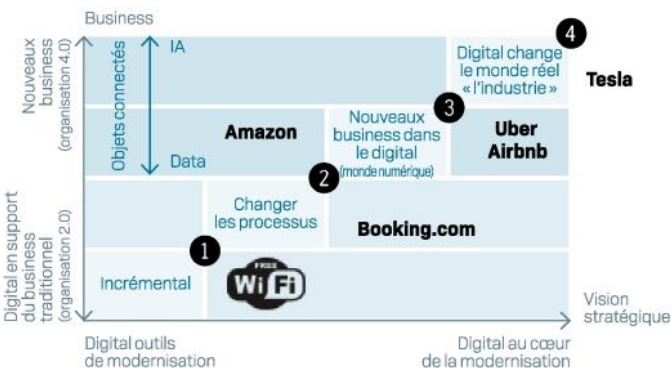 Business
Nouveaux
business
(organisation 4.0)
Objets connectés
IA
Data
Digital change
le monde réel
« l'industrie »
4
Tesla
Amazon
Nouveaux
business dans
le digital
(monde numérique)
3
Uber
Airbnb
Digital en support
du business
traditionnel
(organisation 2.0)
Changer
les processus
2
Booking.com
Incrémental
1
FREE
Wi Fi
Vision
stratégique
Digital outils
de modernisation
Digital au cœur
de la modernisation